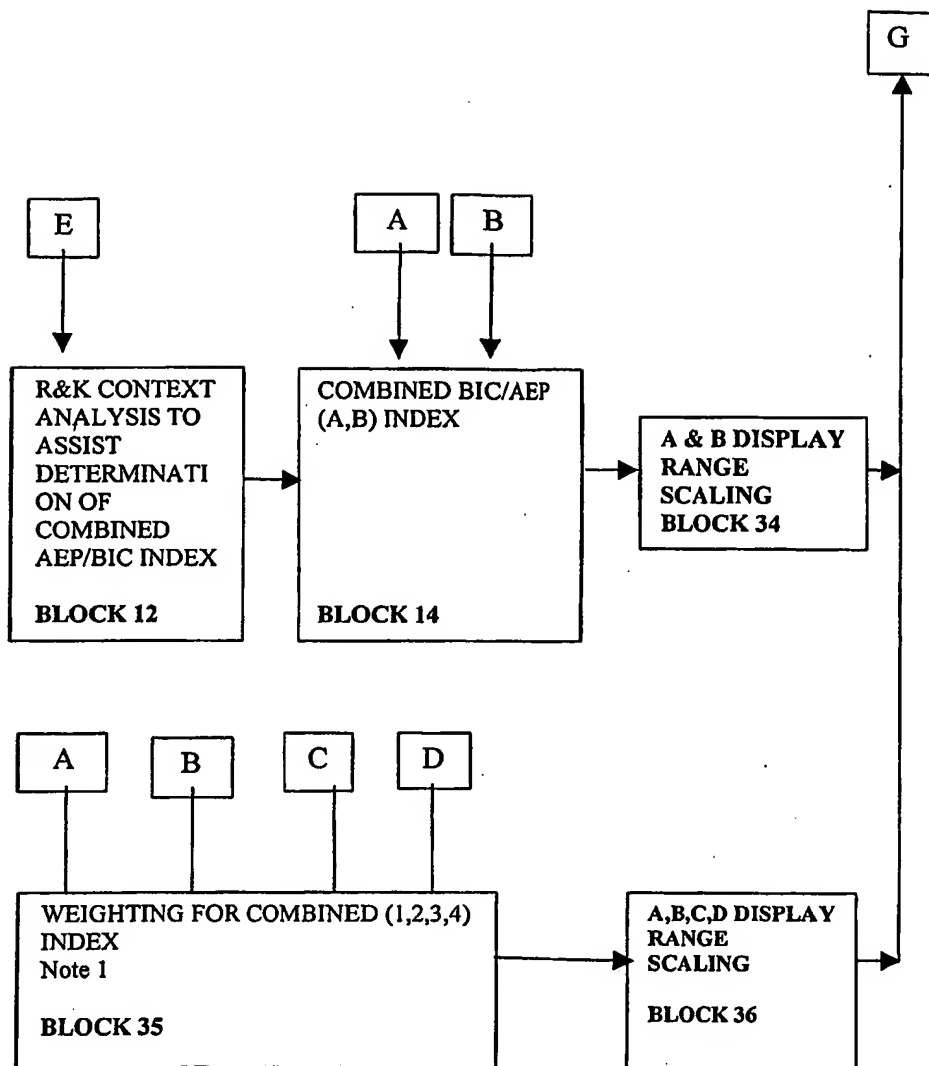 G
E
A
B
R&K CONTEXT
ANALYSIS TO
ASSIST
DETERMINATI
ON OF
COMBINED
AEP/BIC INDEX
BLOCK 12
COMBINED BIC/AEP
(A,B) INDEX
BLOCK 14
A & B DISPLAY
RANGE
SCALING
BLOCK 34
A
B
C
D
WEIGHTING FOR COMBINED (1,2,3,4)
INDEX
Note 1
BLOCK 35
A,B,C,D DISPLAY
RANGE
SCALING
BLOCK 36